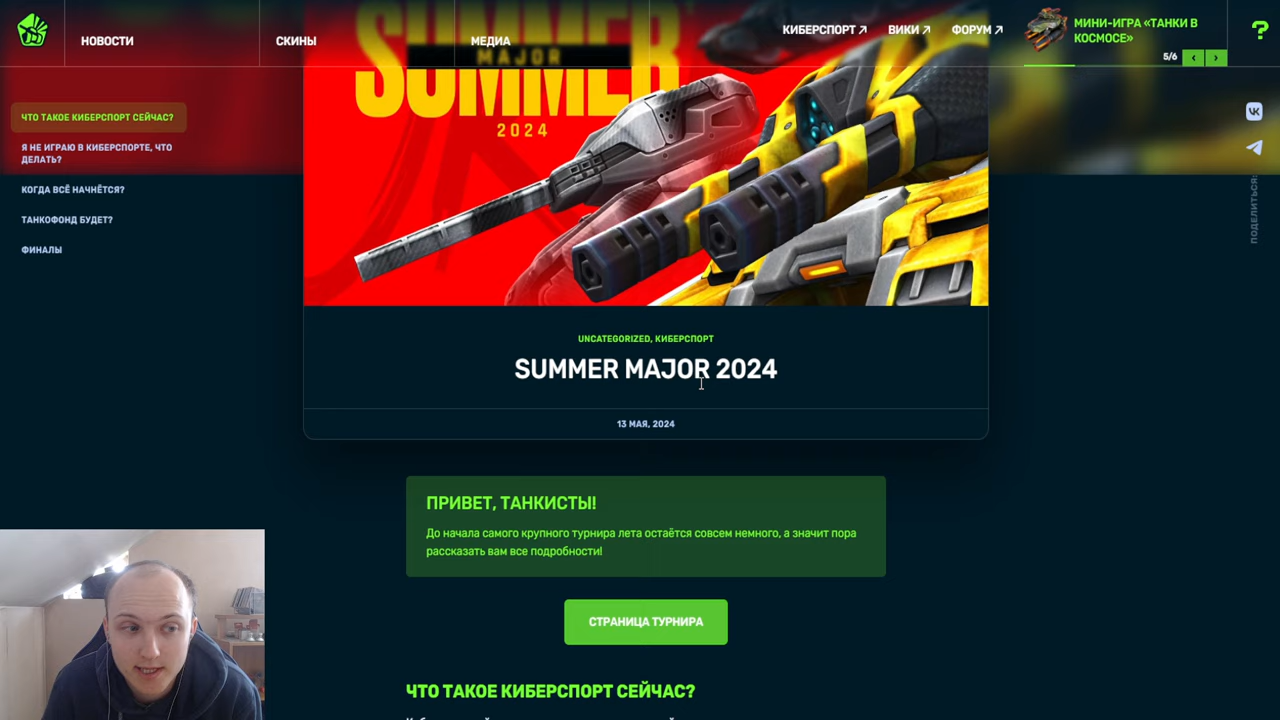 НОВОСТИ
СКИНЫ
МЕДИА
КИБЕРСПОРТ ↗
ВИКИ ↗
ФОРУМ ↗
МИНИ-ИГРА «ТАНКИ В
КОСМОСЕ»
5/6
?
SUMMER
MAJOR
2024
ЧТО ТАКОЕ КИБЕРСПОРТ СЕЙЧАС?
Я НЕ ИГРАЮ В КИБЕРСПОРТЕ, ЧТО
ДЕЛАТЬ?
КОГДА ВСЁ НАЧНЁТСЯ?
ТАНКОФОНД БУДЕТ?
ФИНАЛЫ
ПОДЕЛИТЬСЯ:
UNCATEGORIZED, КИБЕРСПОРТ
SUMMER MAJOR 2024
13 МАЯ, 2024
ПРИВЕТ, ТАНКИСТЫ!
До начала самого крупного турнира лета остаётся совсем немного, а значит пора
рассказать вам все подробности!
СТРАНИЦА ТУРНИРА
ЧТО ТАКОЕ КИБЕРСПОРТ СЕЙЧАС?